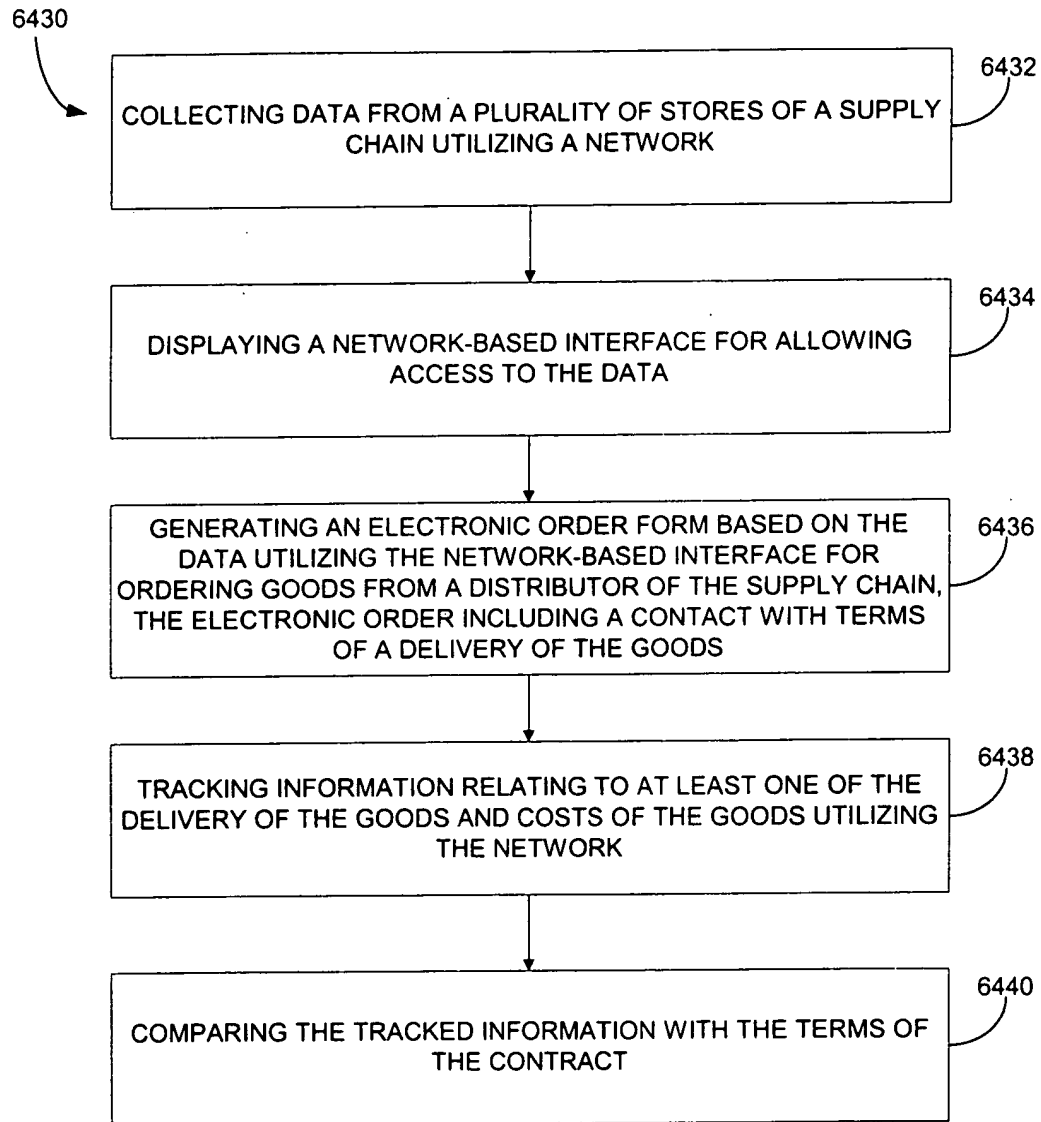 6430
6432
COLLECTING DATA FROM A PLURALITY OF STORES OF A SUPPLY
CHAIN UTILIZING A NETWORK
6434
DISPLAYING A NETWORK-BASED INTERFACE FOR ALLOWING
ACCESS TO THE DATA
6436
GENERATING AN ELECTRONIC ORDER FORM BASED ON THE
DATA UTILIZING THE NETWORK-BASED INTERFACE FOR
ORDERING GOODS FROM A DISTRIBUTOR OF THE SUPPLY CHAIN,
THE ELECTRONIC ORDER INCLUDING A CONTACT WITH TERMS
OF A DELIVERY OF THE GOODS
6438
TRACKING INFORMATION RELATING TO AT LEAST ONE OF THE
DELIVERY OF THE GOODS AND COSTS OF THE GOODS UTILIZING
THE NETWORK
6440
COMPARING THE TRACKED INFORMATION WITH THE TERMS OF
THE CONTRACT